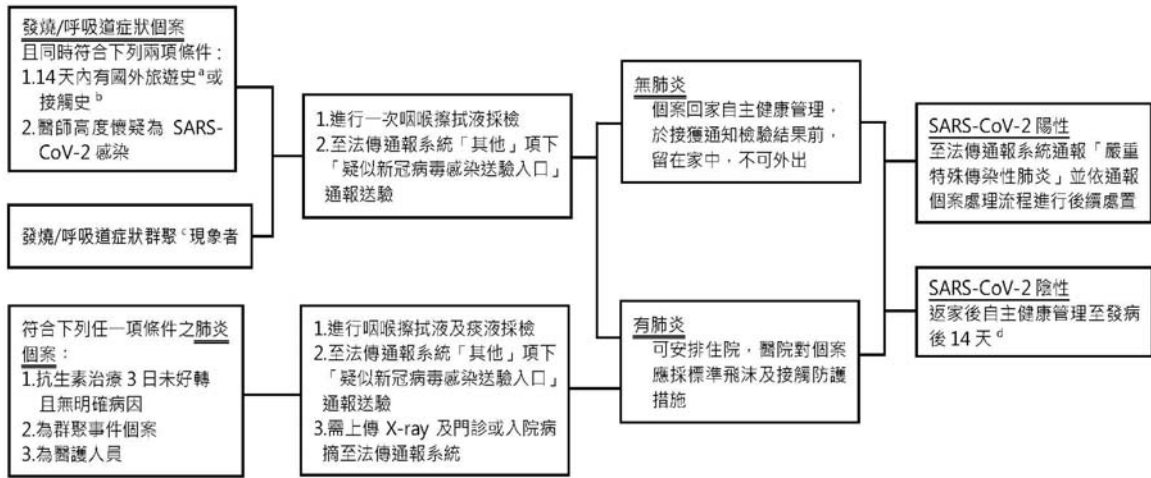 發燒/呼吸道症狀個案
且同時符合下列兩項條件：
1.14天內有國外旅遊史ᵃ或
接觸史ᵇ
2.醫師高度懷疑為 SARS-
CoV-2 感染
發燒/呼吸道症狀群聚ᶜ現象者
符合下列任一項條件之肺炎
個案：
1.抗生素治療 3 日未好轉
且無明確病因
2.為群聚事件個案
3.為醫護人員
1.進行一次咽喉擦拭液採檢
2.至法傳通報系統「其他」項下
「疑似新冠病毒感染送驗入口」
通報送驗
1.進行咽喉擦拭液及痰液採檢
2.至法傳通報系統「其他」項下
「疑似新冠病毒感染送驗入口」
通報送驗
3.需上傳 X-ray 及門診或入院病
摘至法傳通報系統
無肺炎
個案回家自主健康管理，
於接獲通知檢驗結果前，
留在家中，不可外出
有肺炎
可安排住院，醫院對個案
應採標準飛沫及接觸防護
措施
SARS-CoV-2 陽性
至法傳通報系統通報「嚴重
特殊傳染性肺炎」並依通報
個案處理流程進行後續處置
SARS-CoV-2 陰性
返家後自主健康管理至發病
後 14 天ᵈ